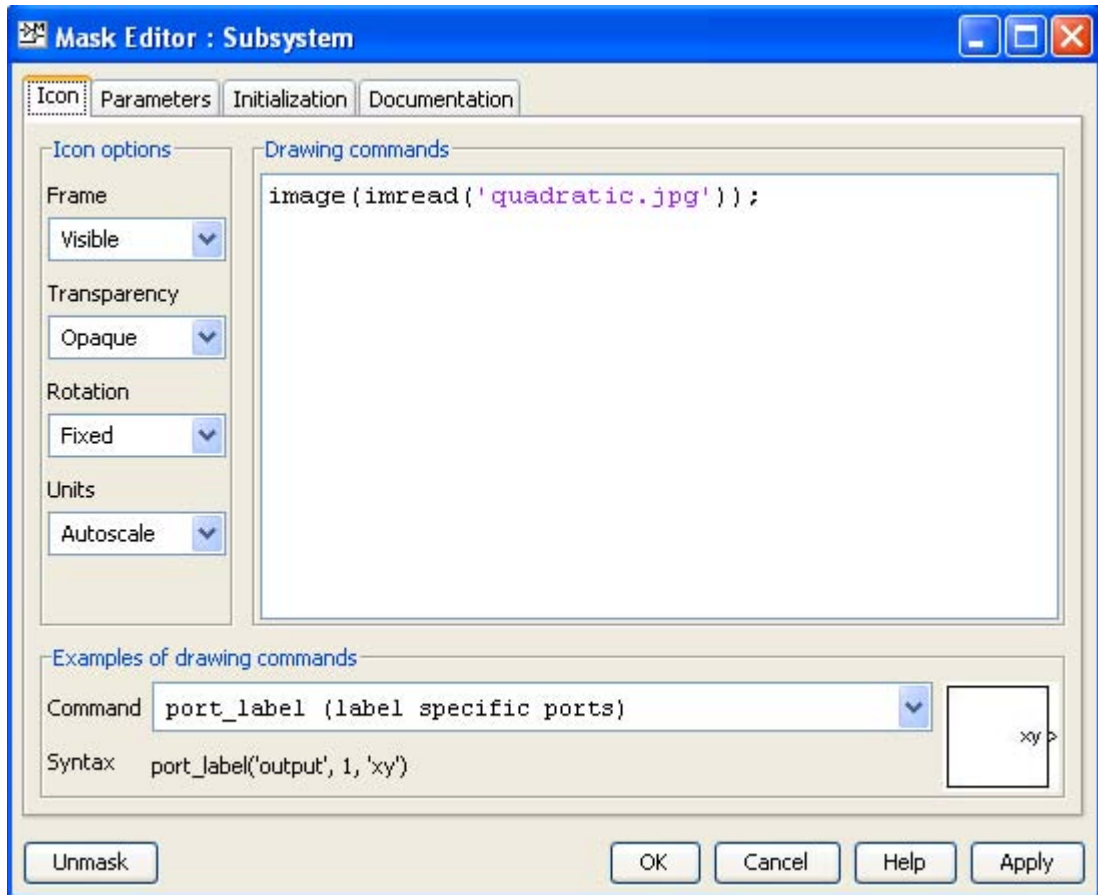 Mask Editor : Subsystem
Icon Parameters Initialization Documentation
Icon options
Frame
Visible
Transparency
Opaque
Rotation
Fixed
Units
Autoscale
Drawing commands
image(imread('quadratic.jpg'));
Examples of drawing commands
Command port_label (label specific ports)
Syntax port_label('output', 1, 'xy')
xy >
Unmask OK Cancel Help Apply